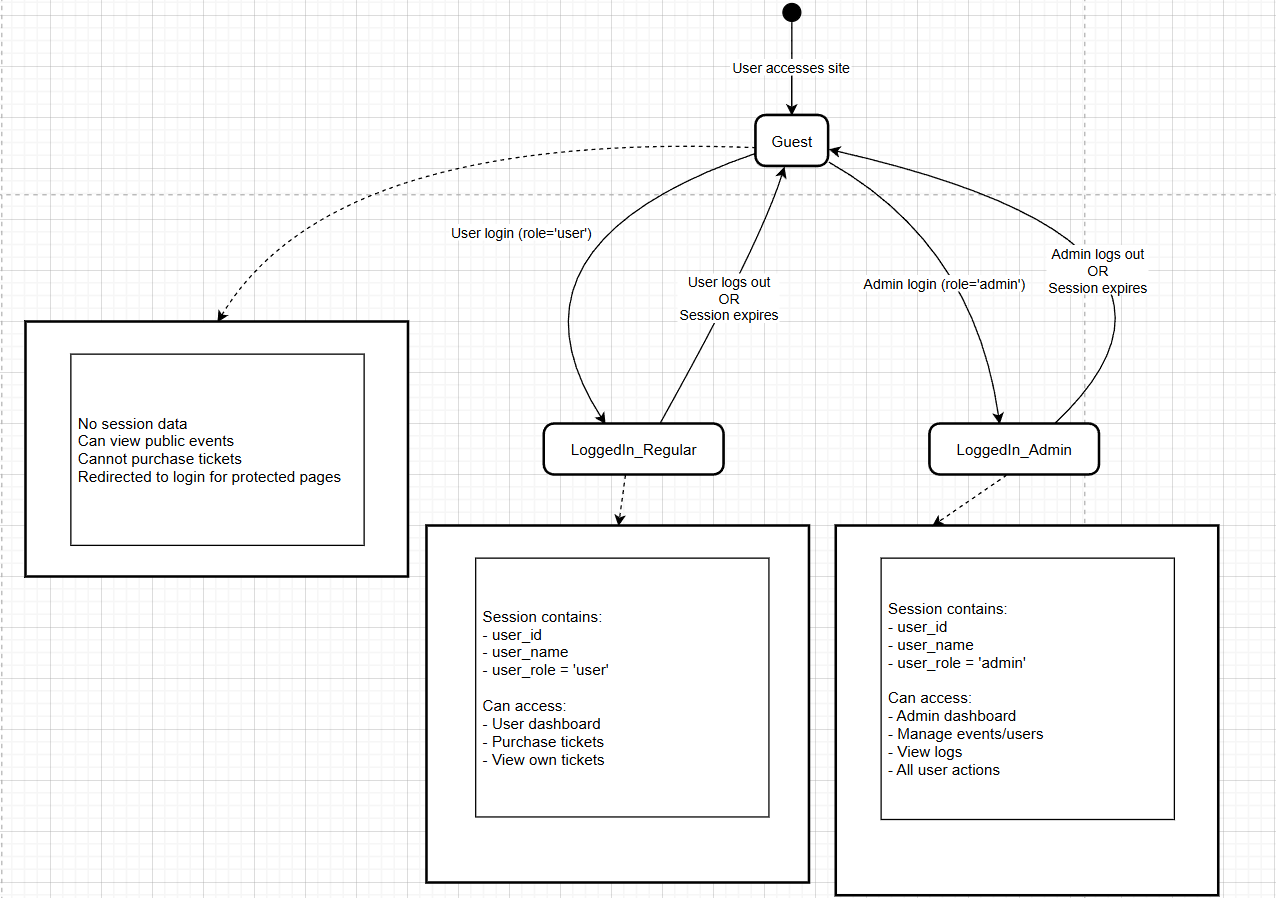 User accesses site
Guest
User login (role='user')
User logs out
OR
Session expires
Admin login (role='admin')
Admin logs out
OR
Session expires
No session data
Can view public events
Cannot purchase tickets
Redirected to login for protected pages
LoggedIn_Regular
LoggedIn_Admin
Session contains:
- user_id
- user_name
- user_role = 'user'
Can access:
- User dashboard
- Purchase tickets
- View own tickets
Session contains:
- user_id
- user_name
- user_role = 'admin'
Can access:
- Admin dashboard
- Manage events/users
- View logs
- All user actions